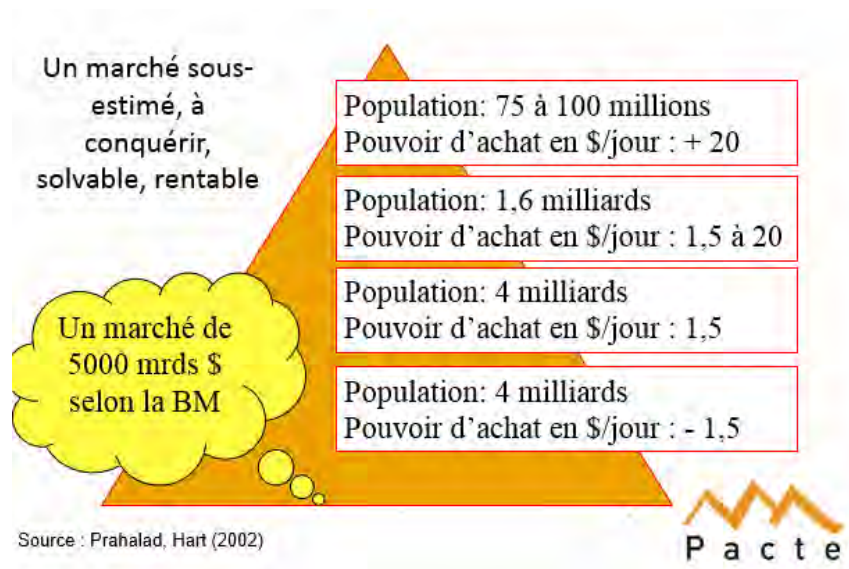 Un marché sous-
estimé, à
conquérir,
solvable, rentable
Population: 75 à 100 millions
Pouvoir d’achat en $/jour : + 20
Population: 1,6 milliards
Pouvoir d’achat en $/jour : 1,5 à 20
Population: 4 milliards
Pouvoir d’achat en $/jour : 1,5
Population: 4 milliards
Pouvoir d’achat en $/jour : - 1,5
Un marché de
5000 mrds $
selon la BM
Source : Prahalad, Hart (2002)
Pacte